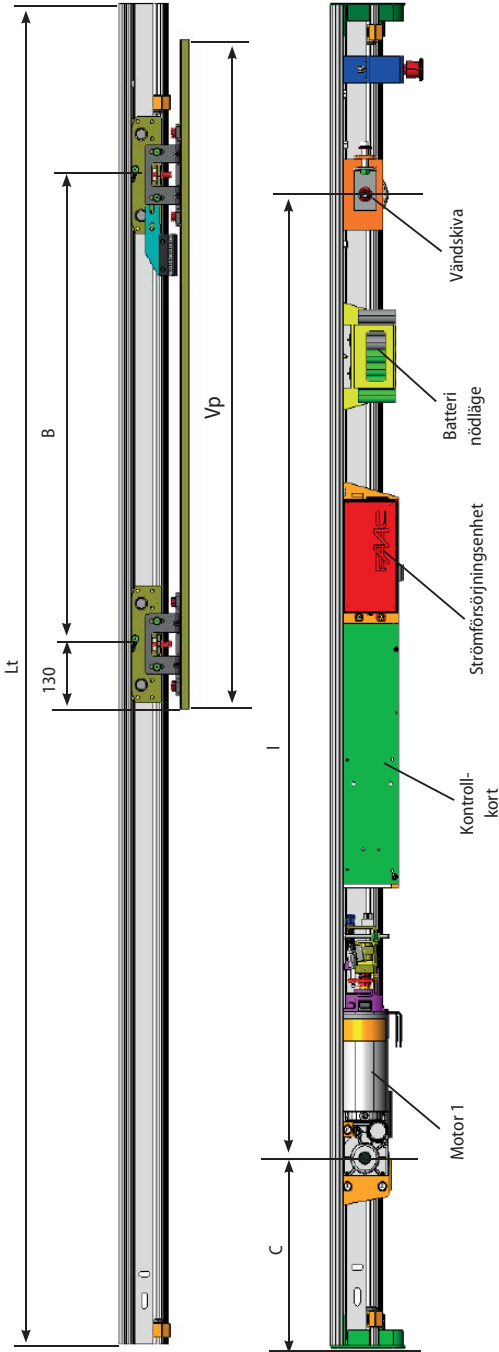 Lt
B
130
Vp
I
C
Vändskiva
Batteri
nödläge
FAAC
Strömförsörjningsenhet
Kontroll-
kort
Motor 1